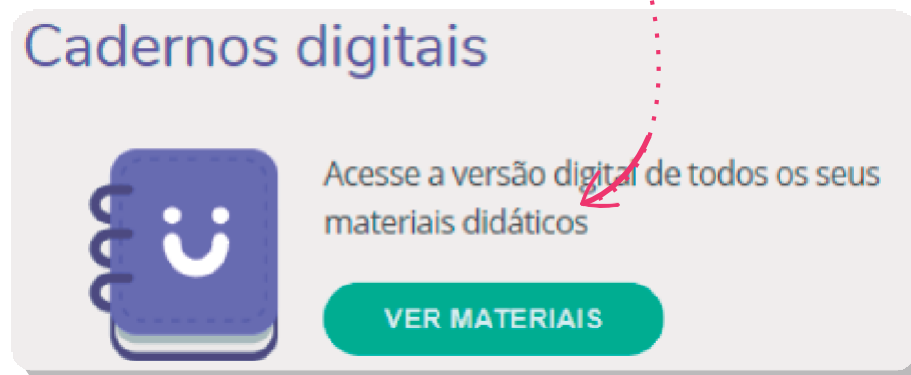 Cadernos digitais
Acesse a versão digital de todos os seus
materiais didáticos
VER MATERIAIS